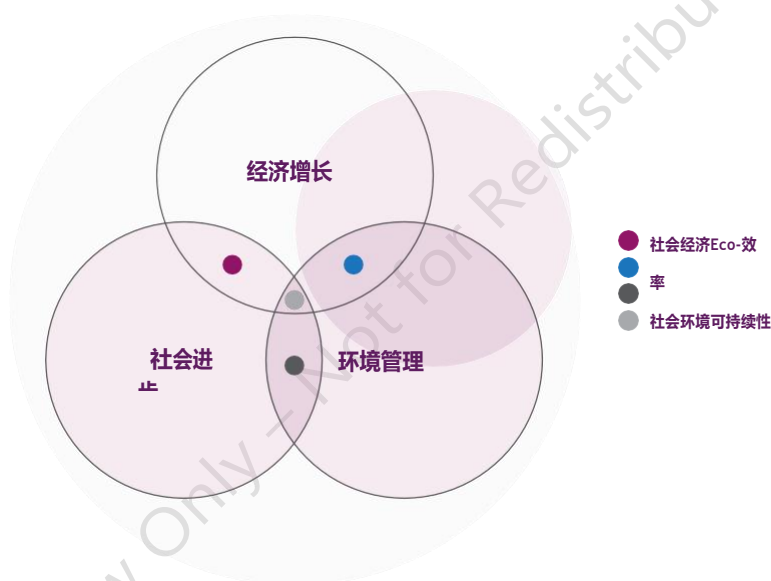 经济增长
社会进
步
环境管理
社会经济Eco-效
率
社会环境可持续性
w Only – Not for Redistribu